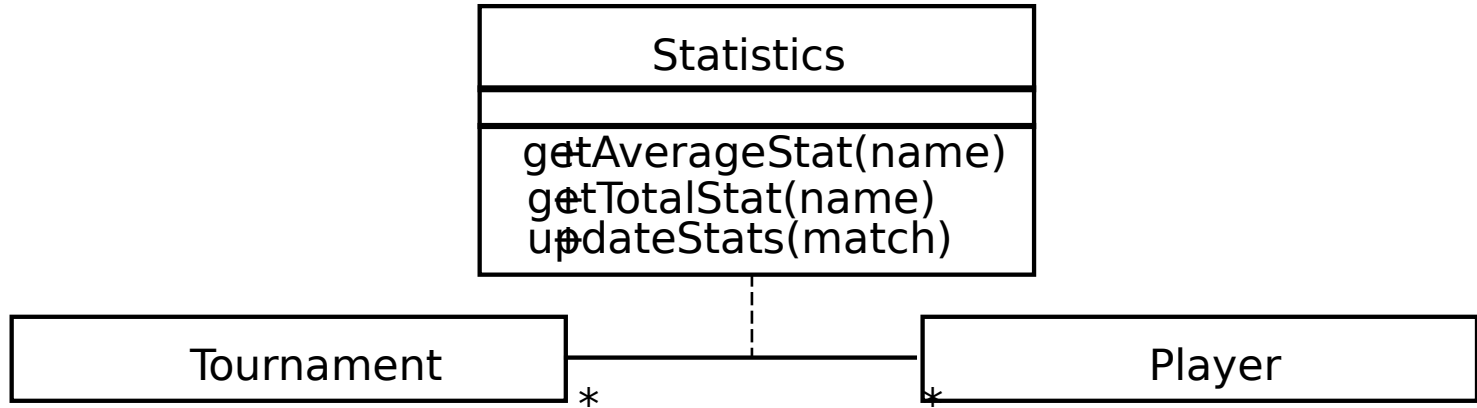 Statistics
+getAverageStat(name)
+getTotalStat(name)
+updateStats(match)
Tournament
Player
* *